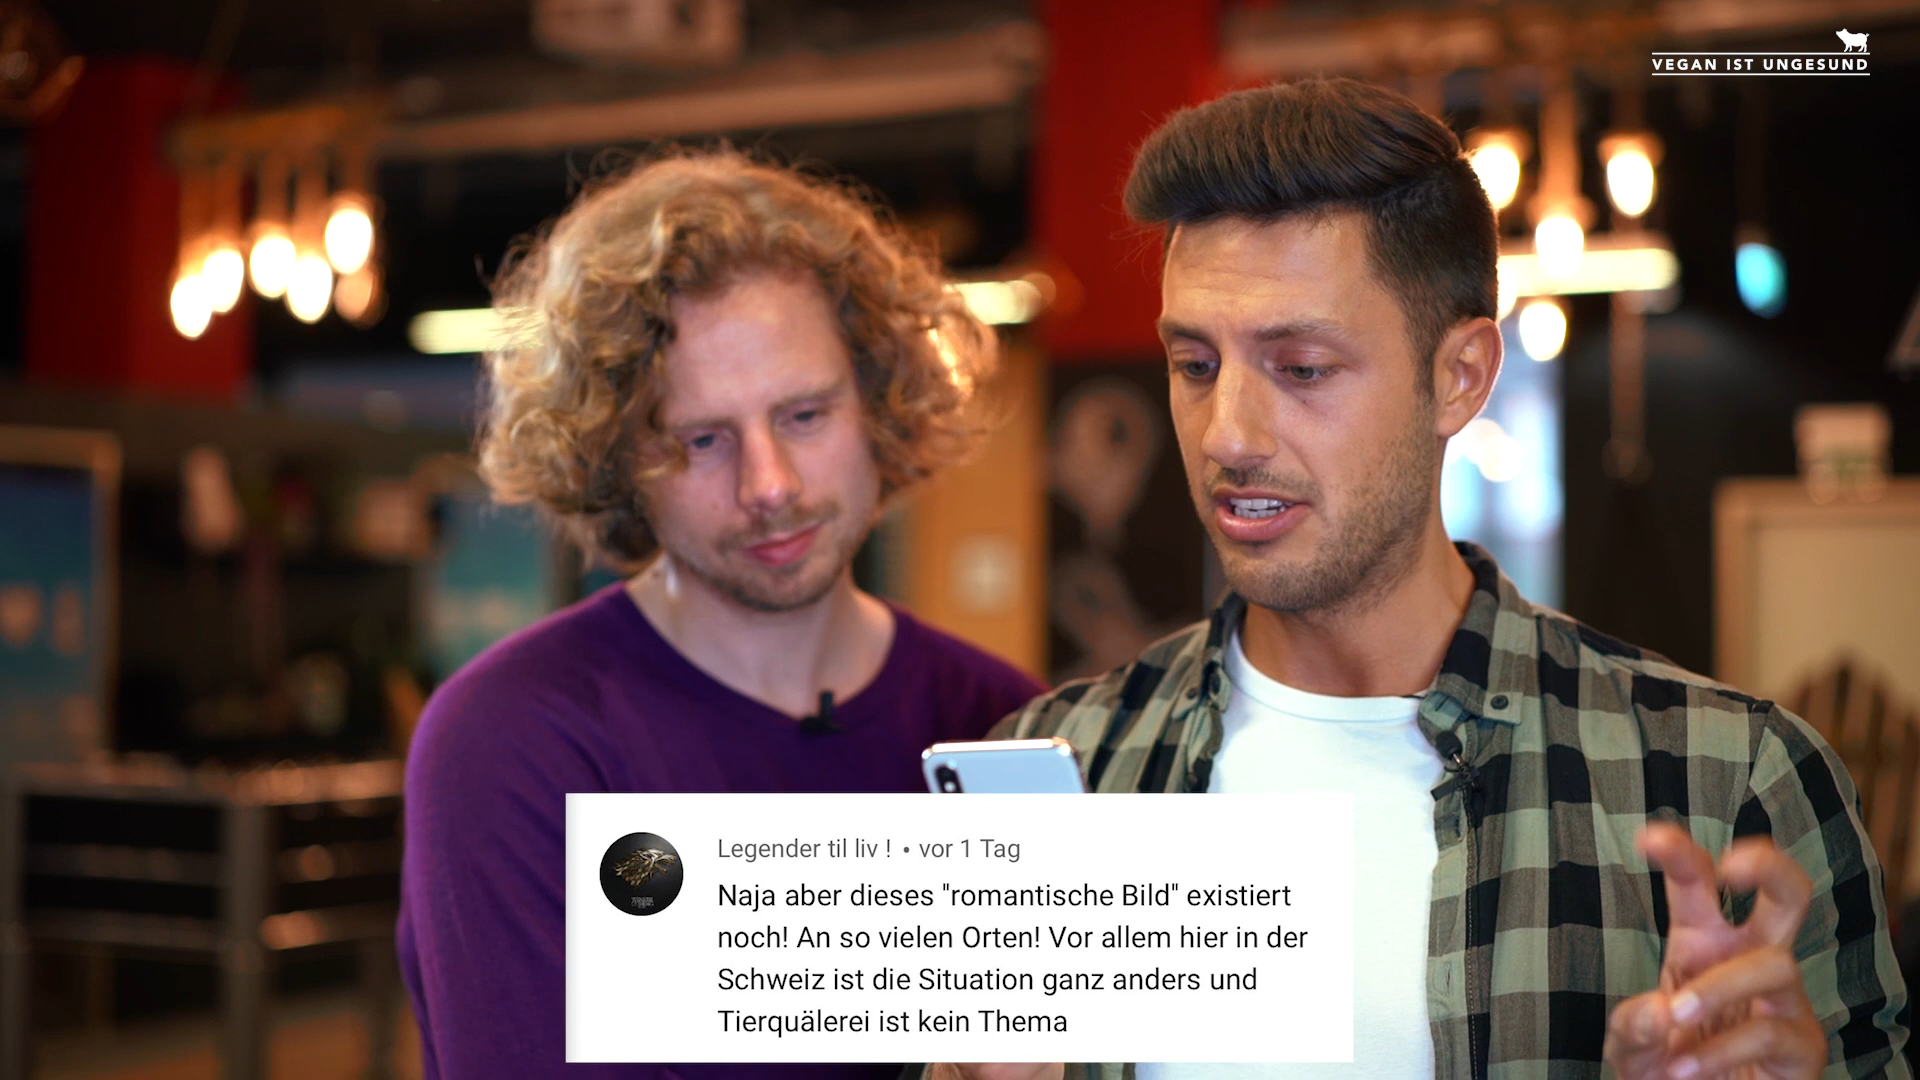 VEGAN IST UNGESUND
Legender til liv ! • vor 1 Tag
Naja aber dieses "romantische Bild" existiert
noch! An so vielen Orten! Vor allem hier in der
Schweiz ist die Situation ganz anders und
Tierquälerei ist kein Thema